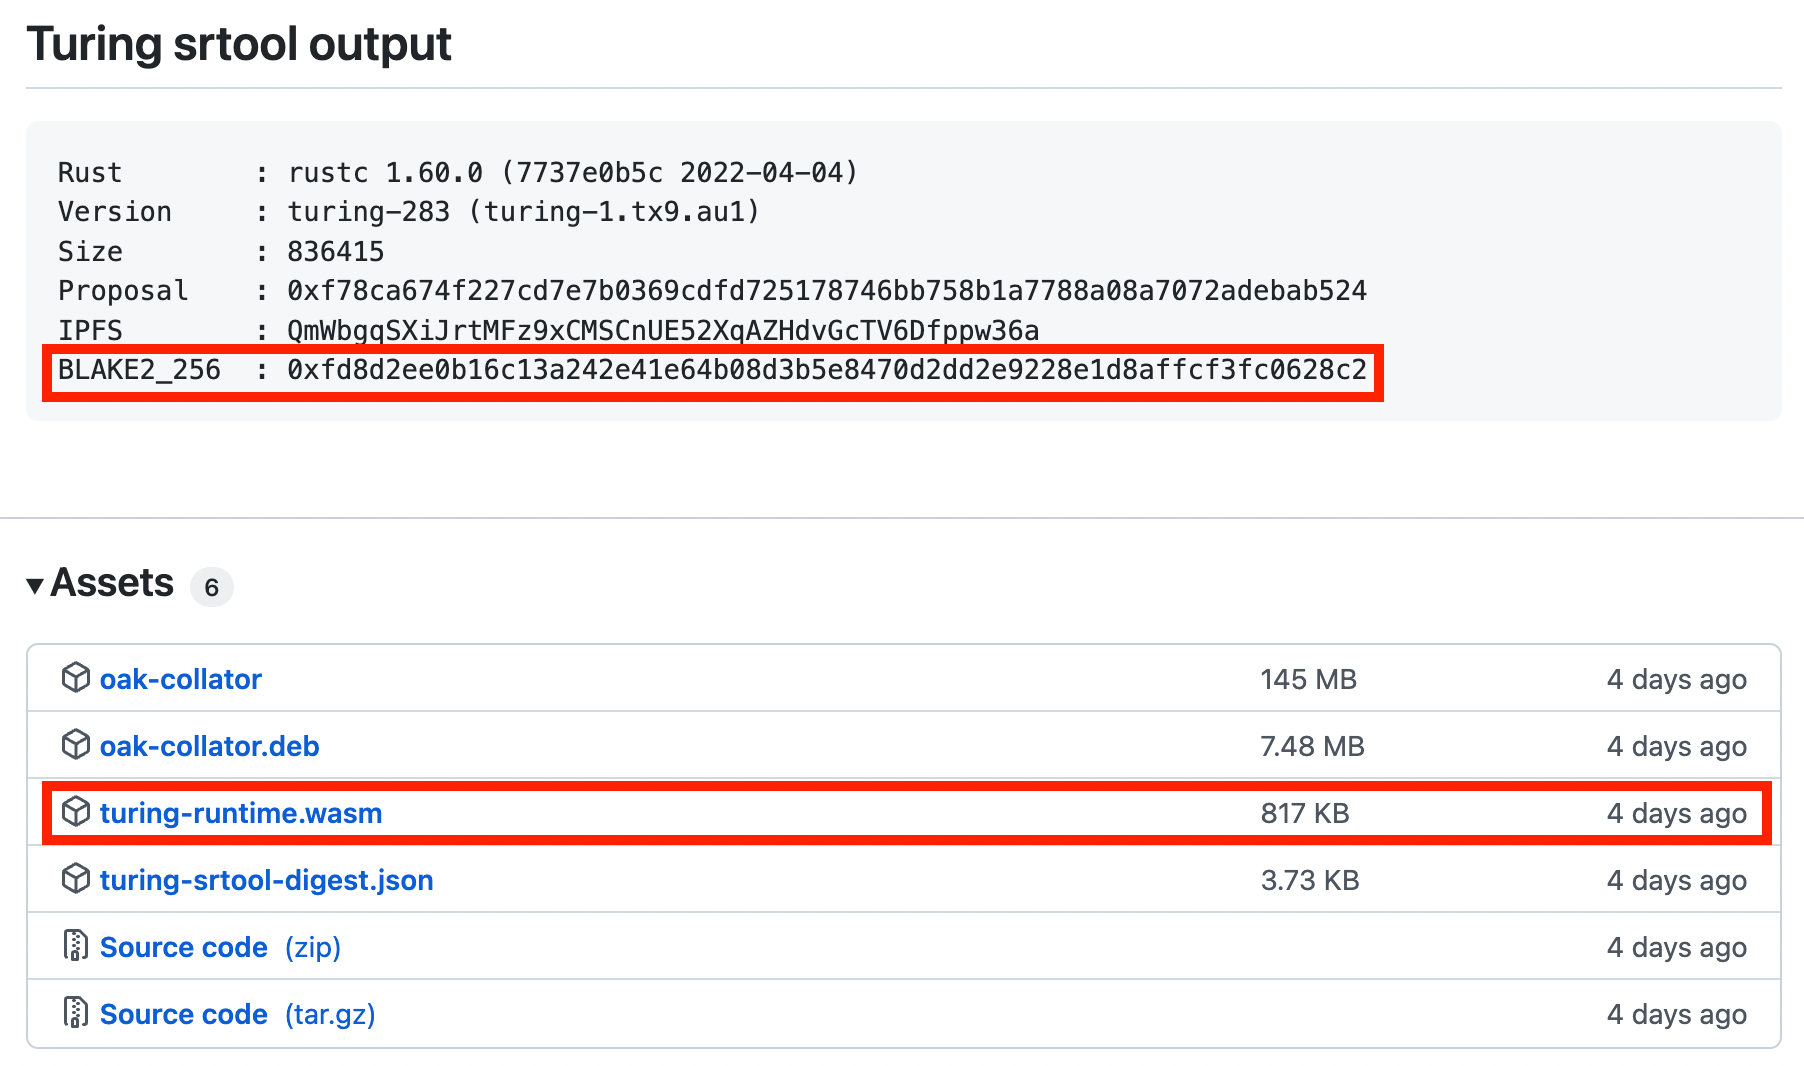 Turing srtool output
Rust : rustc 1.60.0 (7737e0b5c 2022-04-04)
Version : turing-283 (turing-1.tx9.au1)
Size : 836415
Proposal : 0xf78ca674f227cd7e7b0369cdfd725178746bb758b1a7788a08a7072adebab524
IPFS : QmWbgqSXiJrtMFz9xCMSCnUE52XqAZHdvGcTV6Dfppw36a
BLAKE2_256 : 0xfd8d2ee0b16c13a242e41e64b08d3b5e8470d2dd2e9228e1d8affcf3fc0628c2
Assets 6
oak-collator 145 MB 4 days ago
oak-collator.deb 7.48 MB 4 days ago
turing-runtime.wasm 817 KB 4 days ago
turing-srtool-digest.json 3.73 KB 4 days ago
Source code (zip) 4 days ago
Source code (tar.gz) 4 days ago